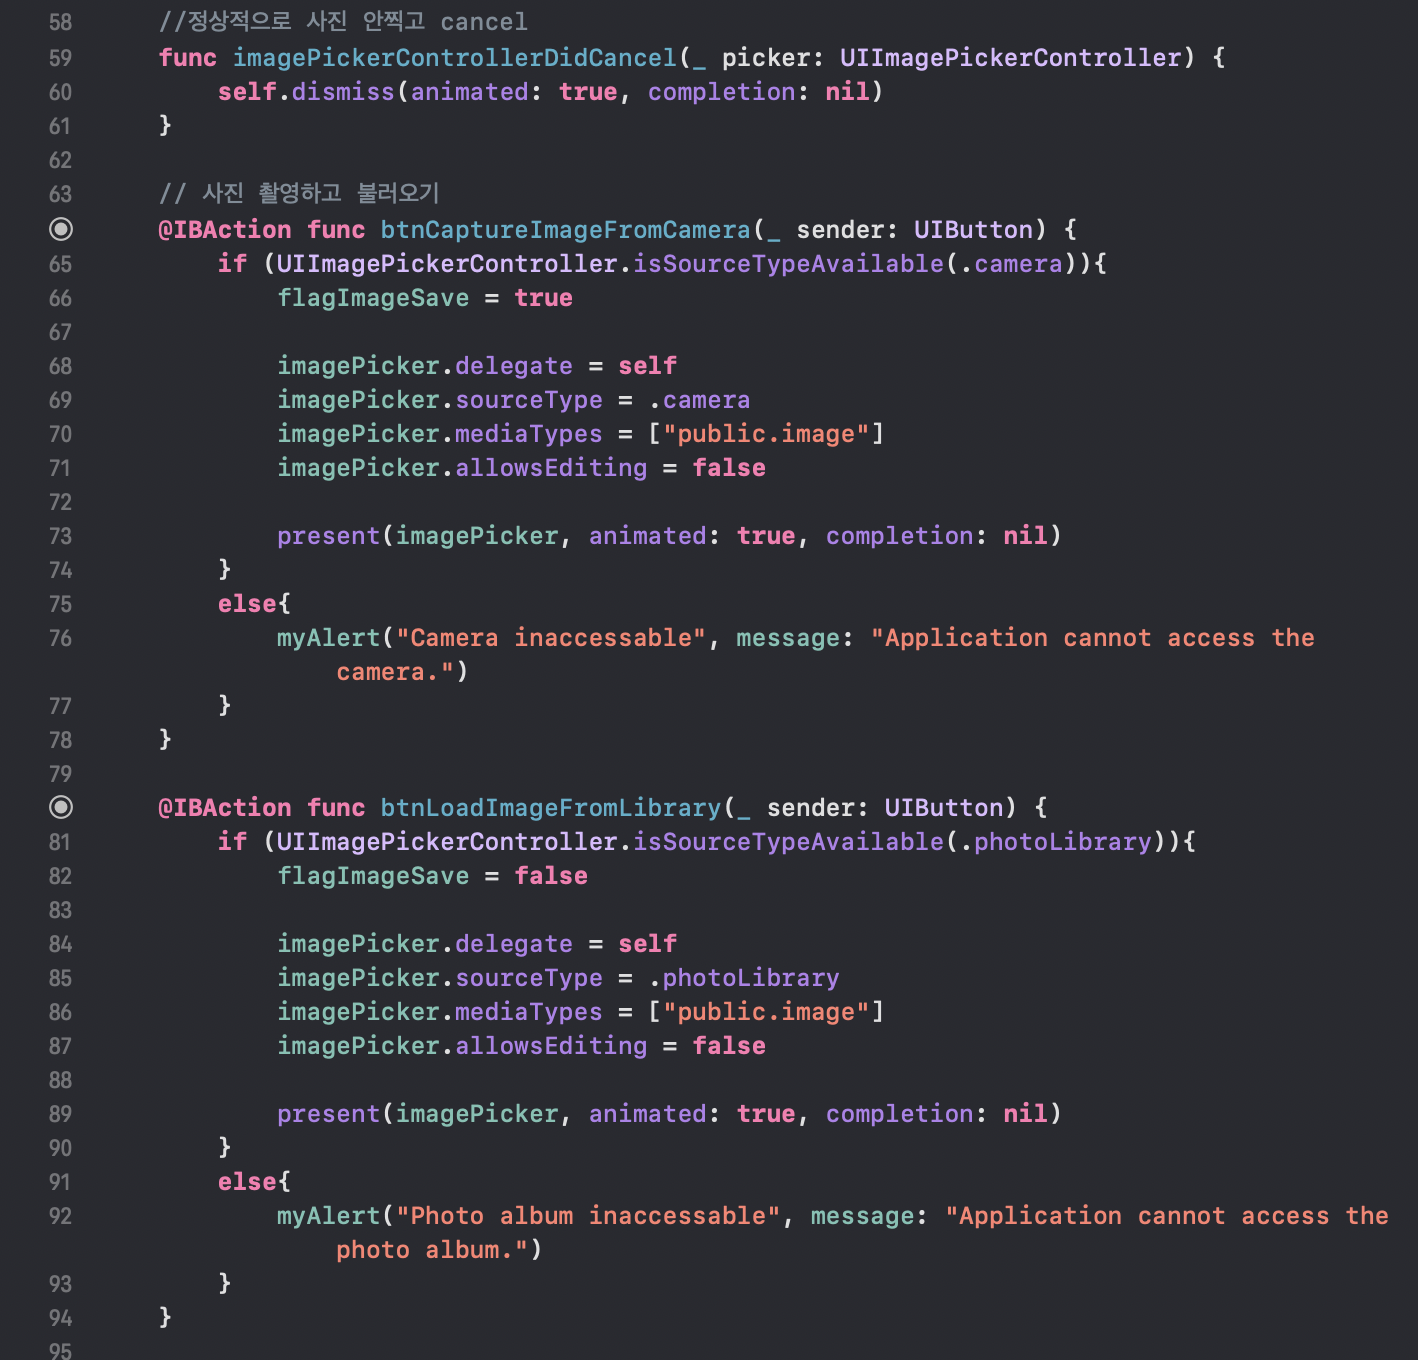 58 //정상적으로 사진 안찍고 cancel
59 func imagePickerControllerDidCancel(_ picker: UIImagePickerController) {
60 self.dismiss(animated: true, completion: nil)
61 }
62
63 // 사진 촬영하고 불러오기
@IBAction func btnCaptureImageFromCamera(_ sender: UIButton) {
65 if (UIImagePickerController.isSourceTypeAvailable(.camera)){
66 flagImageSave = true
67
68 imagePicker.delegate = self
69 imagePicker.sourceType = .camera
70 imagePicker.mediaTypes = ["public.image"]
71 imagePicker.allowsEditing = false
72
73 present(imagePicker, animated: true, completion: nil)
74 }
75 else{
76 myAlert("Camera inaccessable", message: "Application cannot access the
camera.")
77 }
78 }
79
@IBAction func btnLoadImageFromLibrary(_ sender: UIButton) {
81 if (UIImagePickerController.isSourceTypeAvailable(.photoLibrary)){
82 flagImageSave = false
83
84 imagePicker.delegate = self
85 imagePicker.sourceType = .photoLibrary
86 imagePicker.mediaTypes = ["public.image"]
87 imagePicker.allowsEditing = false
88
89 present(imagePicker, animated: true, completion: nil)
90 }
91 else{
92 myAlert("Photo album inaccessable", message: "Application cannot access the
photo album.")
93 }
94 }
95